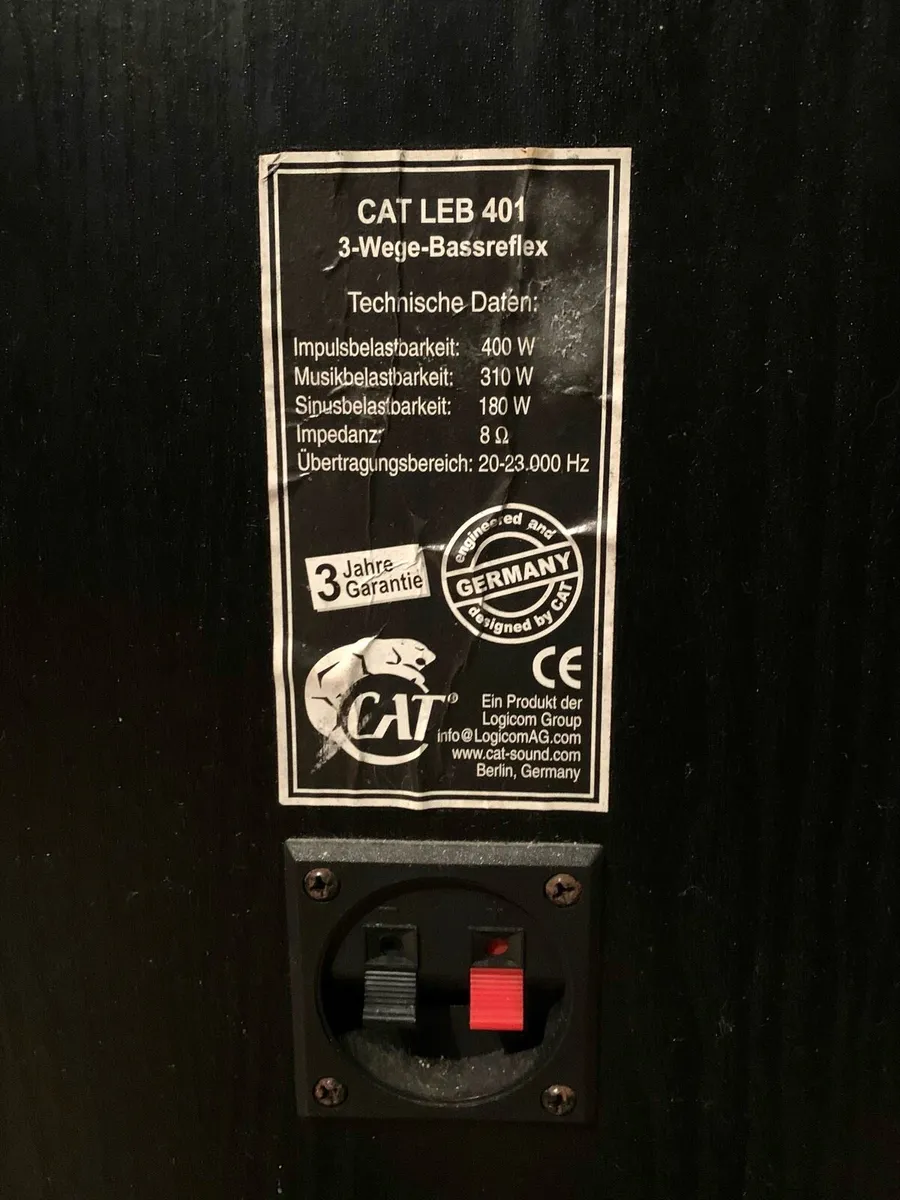 CAT LEB 401
3-Wege-Bassreflex
Technische Daten:
Impulsbelastbarkeit: 400 W
Musikbelastbarkeit: 310 W
Sinusbelastbarkeit: 180 W
Impedanz: 8 Ω
Übertragungsbereich: 20-23.000 Hz
3 Jahre
Garantie
engineered and
GERMANY
designed by CAT
CE
CAT®
Ein Produkt der
Logicom Group
info@LogicomAG.com
www.cat-sound.com
Berlin, Germany